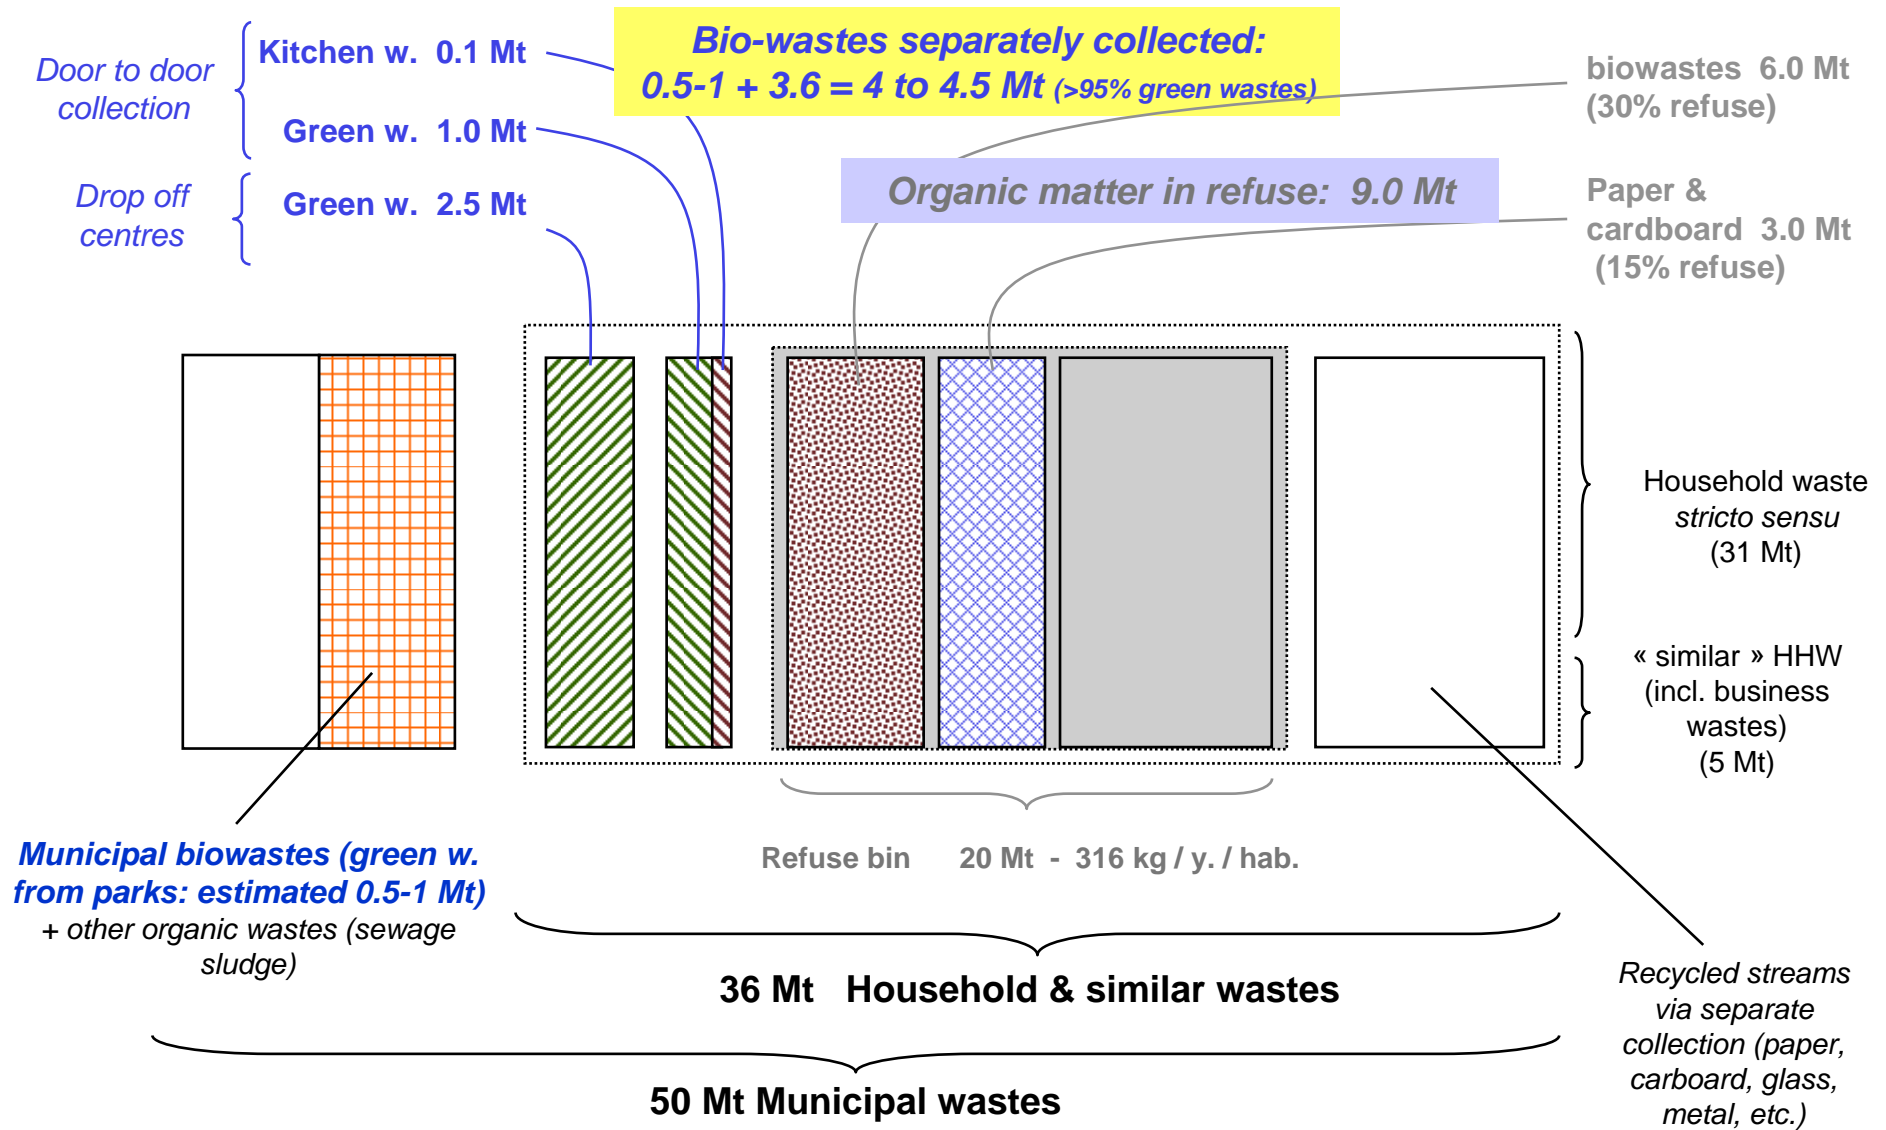 Door to door
collection
Kitchen w. 0.1 Mt
Green w. 1.0 Mt
Drop off
centres
Green w. 2.5 Mt
Bio-wastes separately collected:
0.5-1 + 3.6 = 4 to 4.5 Mt (>95% green wastes)
Organic matter in refuse: 9.0 Mt
biowastes 6.0 Mt
(30% refuse)
Paper &
cardboard 3.0 Mt
(15% refuse)
Household waste
stricto sensu
(31 Mt)
« similar » HHW
(incl. business
wastes)
(5 Mt)
Municipal biowastes (green w.
from parks: estimated 0.5-1 Mt)
+ other organic wastes (sewage
sludge)
Refuse bin 20 Mt - 316 kg / y. / hab.
36 Mt Household & similar wastes
50 Mt Municipal wastes
Recycled streams
via separate
collection (paper,
carboard, glass,
metal, etc.)